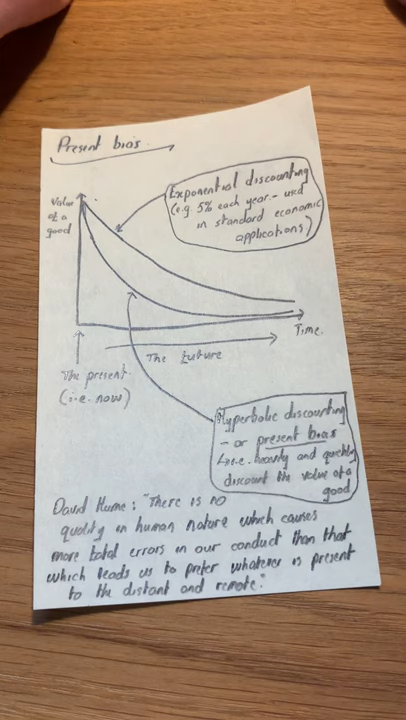 Present bias.
Value
of a
good
Exponential discounting
(e.g. 5% each year - used
in standard economic
applications)
Time.
The future
The present
(i.e. now)
Hyperbolic discounting
- or present bias
i.e. heavily and quickly
discount the value of a
good
David Hume: "There is no
quality in human nature which causes
more fatal errors in our conduct than that
which leads us to prefer whatever is present
to the distant and remote."